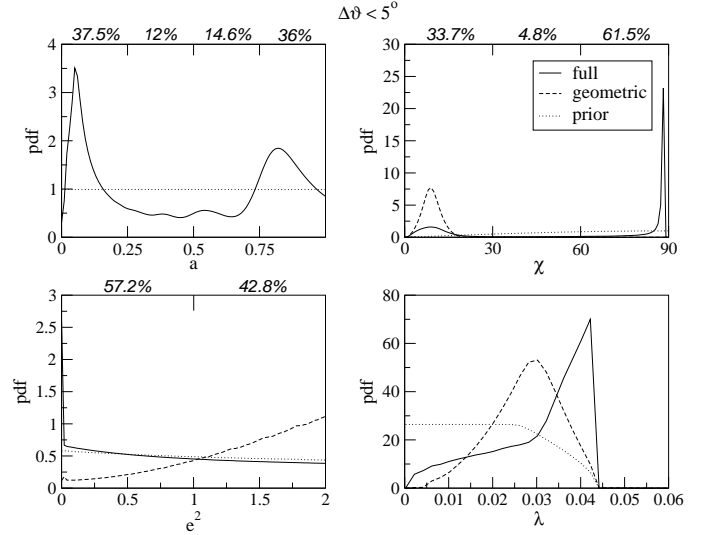 Δϑ < 5°
37.5% 12% 14.6% 36%
4
3
2
1
0
pdf
0 0.25 0.5 0.75
a
33.7% 4.8% 61.5%
30
25
20
15
10
5
0
pdf
full
geometric
prior
0 30 60 90
χ
57.2% 42.8%
3
2.5
2
1.5
1
0.5
0
pdf
0 0.5 1 1.5 2
e²
80
60
40
20
0
pdf
0 0.01 0.02 0.03 0.04 0.05 0.06
λ